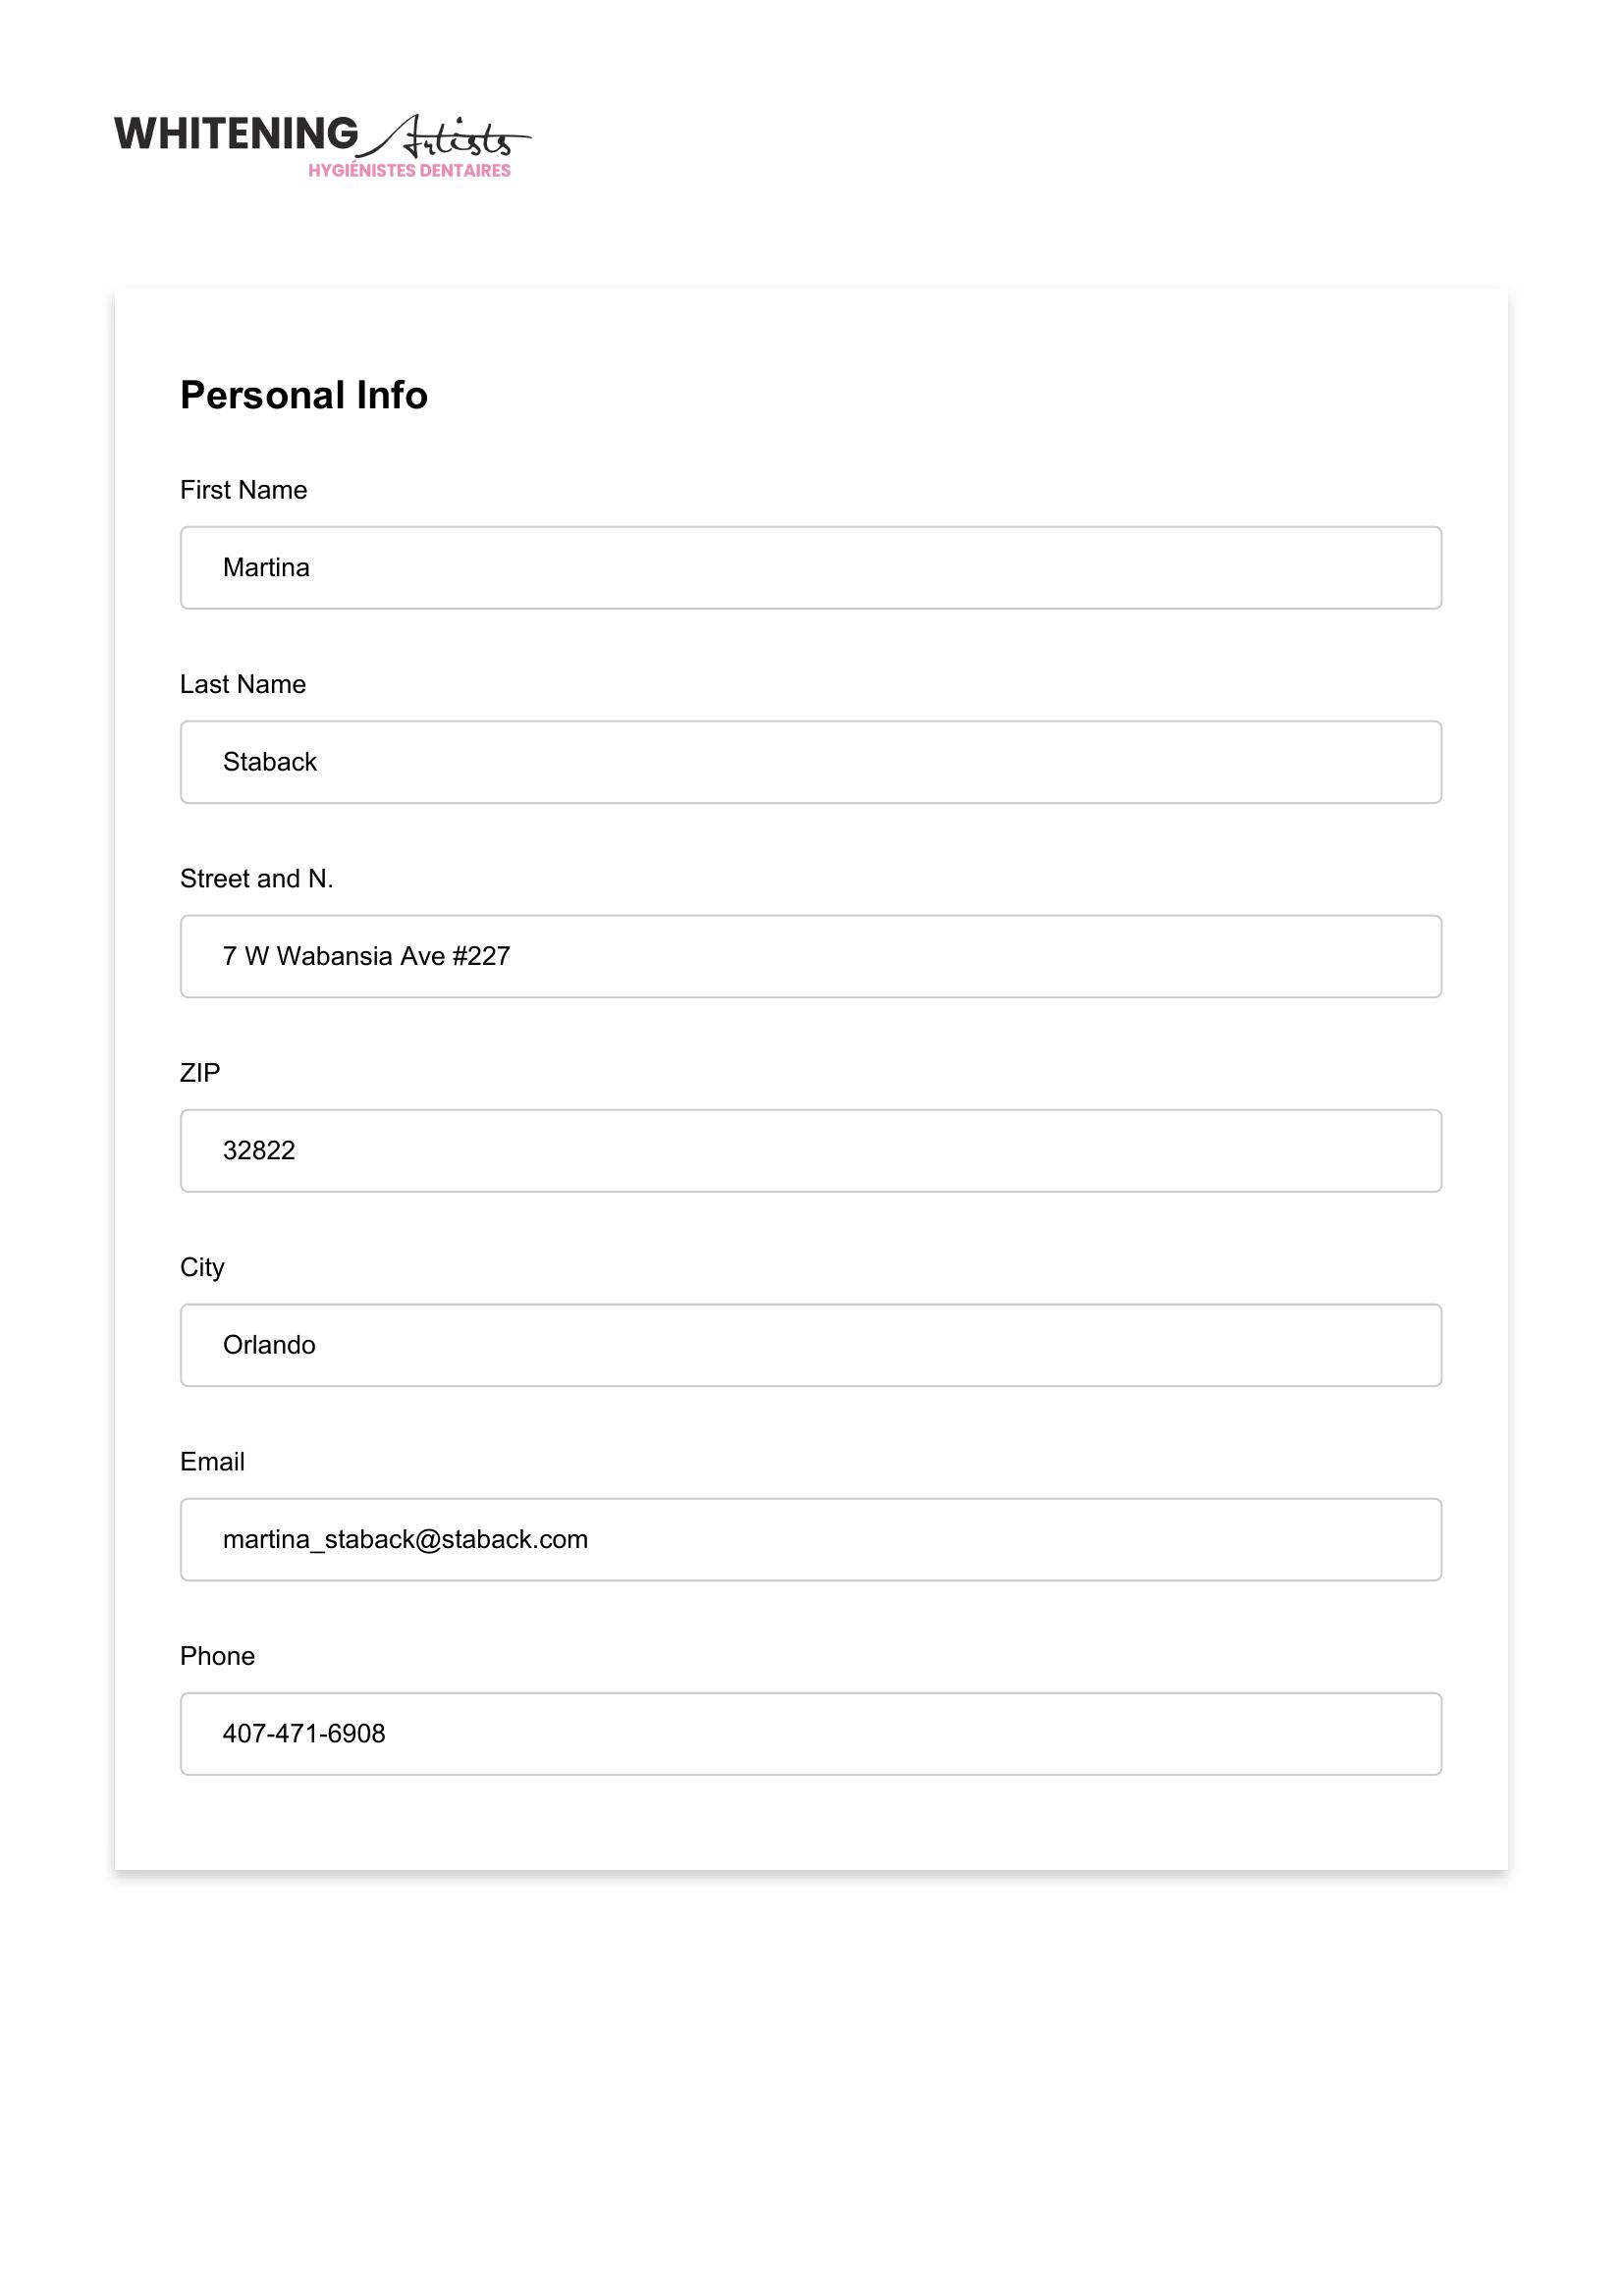 WHITENING Artists
HYGIÉNISTES DENTAIRES
Personal Info
First Name
Martina
Last Name
Staback
Street and N.
7 W Wabansia Ave #227
ZIP
32822
City
Orlando
Email
martina_staback@staback.com
Phone
407-471-6908